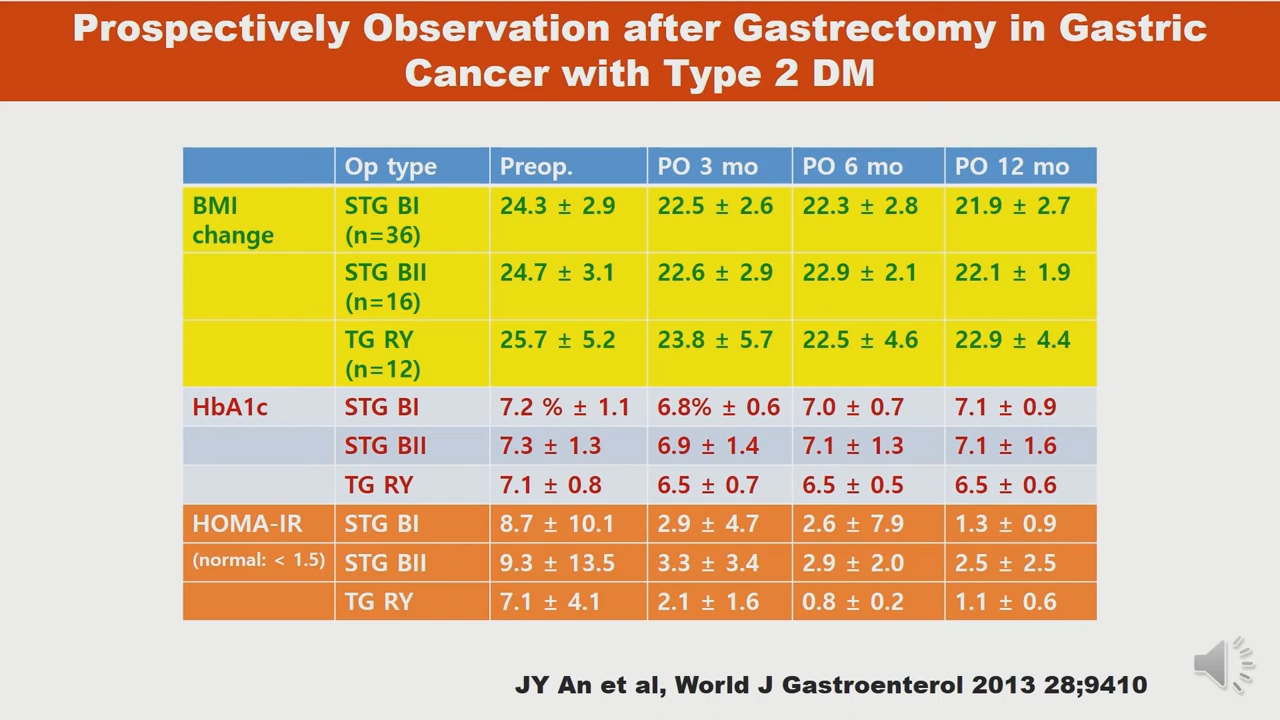 Prospectively Observation after Gastrectomy in Gastric
Cancer with Type 2 DM
Op type Preop. PO 3 mo PO 6 mo PO 12 mo
BMI change STG BI (n=36) 24.3 ± 2.9 22.5 ± 2.6 22.3 ± 2.8 21.9 ± 2.7
STG BII (n=16) 24.7 ± 3.1 22.6 ± 2.9 22.9 ± 2.1 22.1 ± 1.9
TG RY (n=12) 25.7 ± 5.2 23.8 ± 5.7 22.5 ± 4.6 22.9 ± 4.4
HbA1c STG BI 7.2 % ± 1.1 6.8% ± 0.6 7.0 ± 0.7 7.1 ± 0.9
STG BII 7.3 ± 1.3 6.9 ± 1.4 7.1 ± 1.3 7.1 ± 1.6
TG RY 7.1 ± 0.8 6.5 ± 0.7 6.5 ± 0.5 6.5 ± 0.6
HOMA-IR STG BI 8.7 ± 10.1 2.9 ± 4.7 2.6 ± 7.9 1.3 ± 0.9
(normal: < 1.5) STG BII 9.3 ± 13.5 3.3 ± 3.4 2.9 ± 2.0 2.5 ± 2.5
TG RY 7.1 ± 4.1 2.1 ± 1.6 0.8 ± 0.2 1.1 ± 0.6
JY An et al, World J Gastroenterol 2013 28;9410